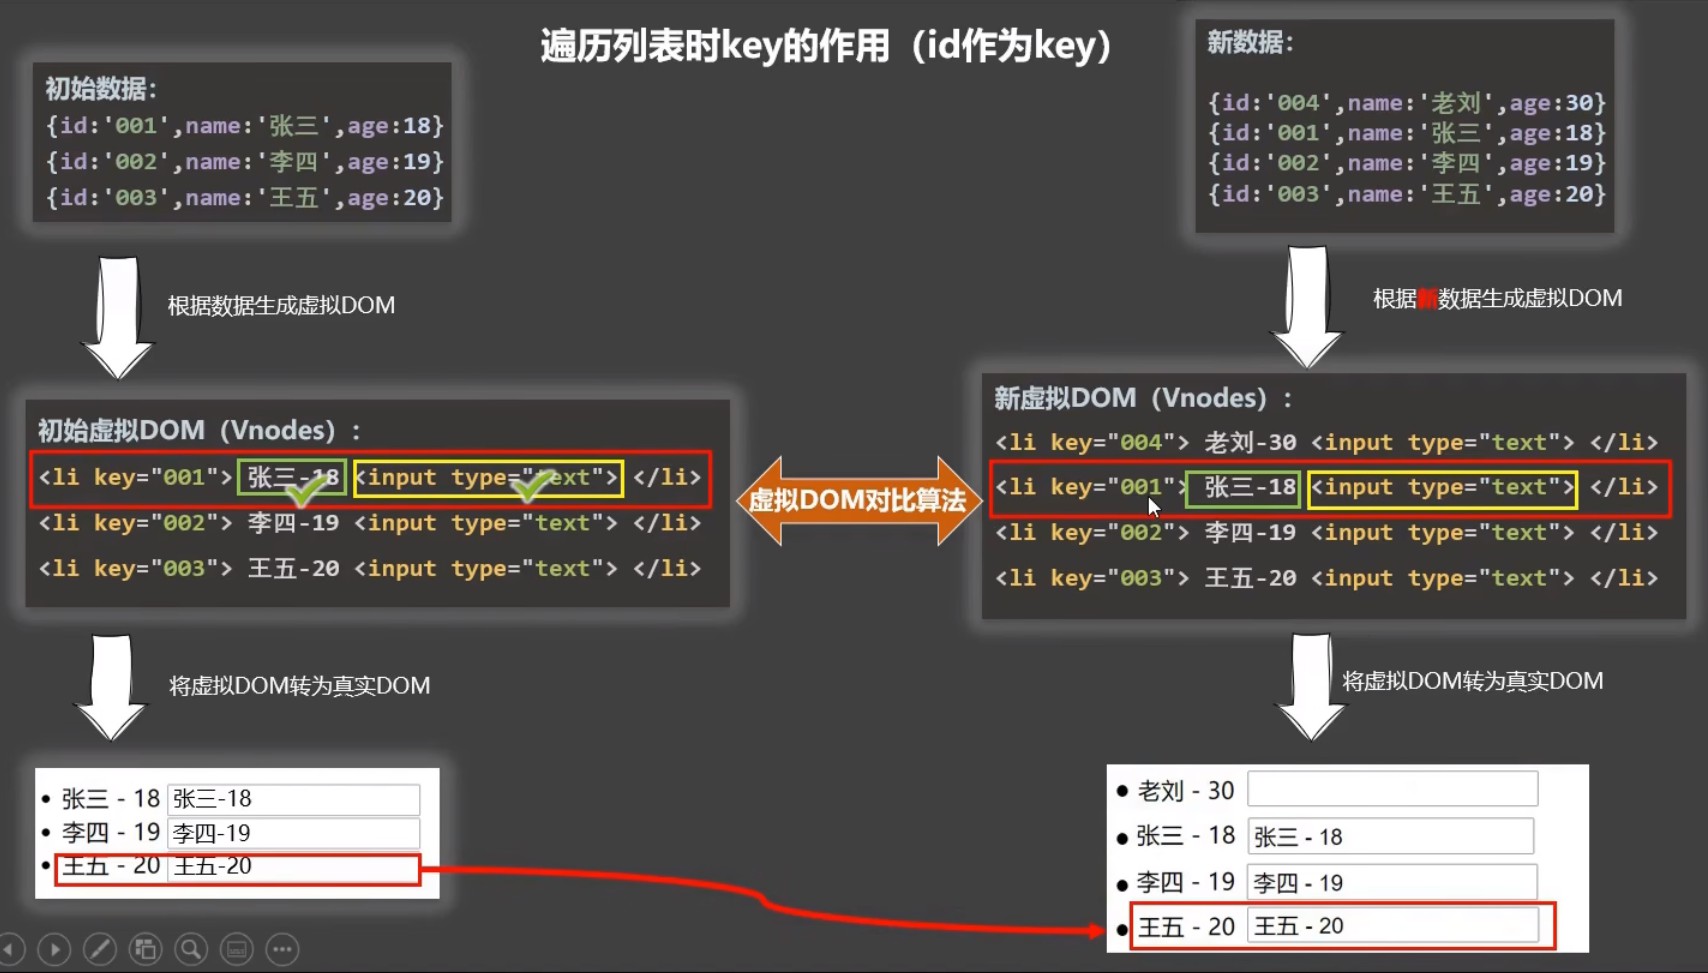 遍历列表时key的作用（id作为key）
初始数据：
{id:'001',name:'张三',age:18}
{id:'002',name:'李四',age:19}
{id:'003',name:'王五',age:20}
新数据：
{id:'004',name:'老刘',age:30}
{id:'001',name:'张三',age:18}
{id:'002',name:'李四',age:19}
{id:'003',name:'王五',age:20}
根据数据生成虚拟DOM
根据新数据生成虚拟DOM
初始虚拟DOM（Vnodes）：
<li key="001"> 张三-18 <input type="text"> </li>
<li key="002"> 李四-19 <input type="text"> </li>
<li key="003"> 王五-20 <input type="text"> </li>
虚拟DOM对比算法
新虚拟DOM（Vnodes）：
<li key="004"> 老刘-30 <input type="text"> </li>
<li key="001"> 张三-18 <input type="text"> </li>
<li key="002"> 李四-19 <input type="text"> </li>
<li key="003"> 王五-20 <input type="text"> </li>
将虚拟DOM转为真实DOM
将虚拟DOM转为真实DOM
• 张三 - 18 张三-18
• 李四 - 19 李四-19
• 王五 - 20 王五-20
• 老刘 - 30
• 张三 - 18 张三 - 18
• 李四 - 19 李四 - 19
• 王五 - 20 王五 - 20